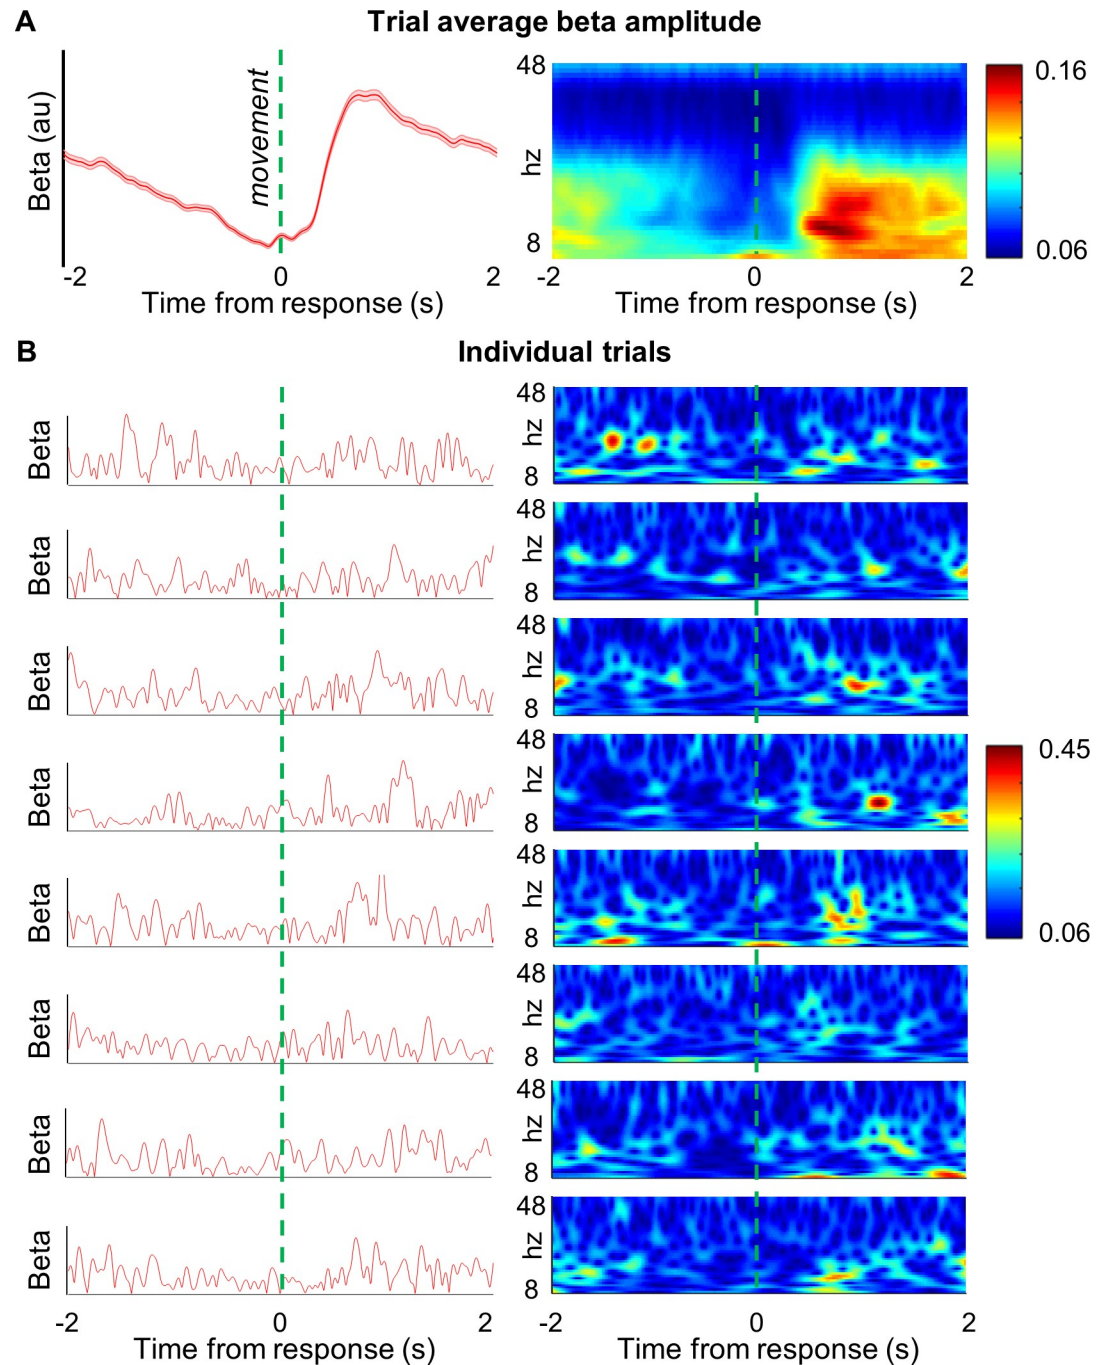 A
Trial average beta amplitude
Beta (au)
movement
-2
0
2
Time from response (s)
48
hz
8
-2
0
2
Time from response (s)
0.16
0.06
B
Individual trials
Beta
48
hz
8
Beta
48
hz
8
Beta
48
hz
8
Beta
48
hz
8
0.45
0.06
Beta
48
hz
8
Beta
48
hz
8
Beta
48
hz
8
Beta
48
hz
8
-2
0
2
Time from response (s)
-2
0
2
Time from response (s)